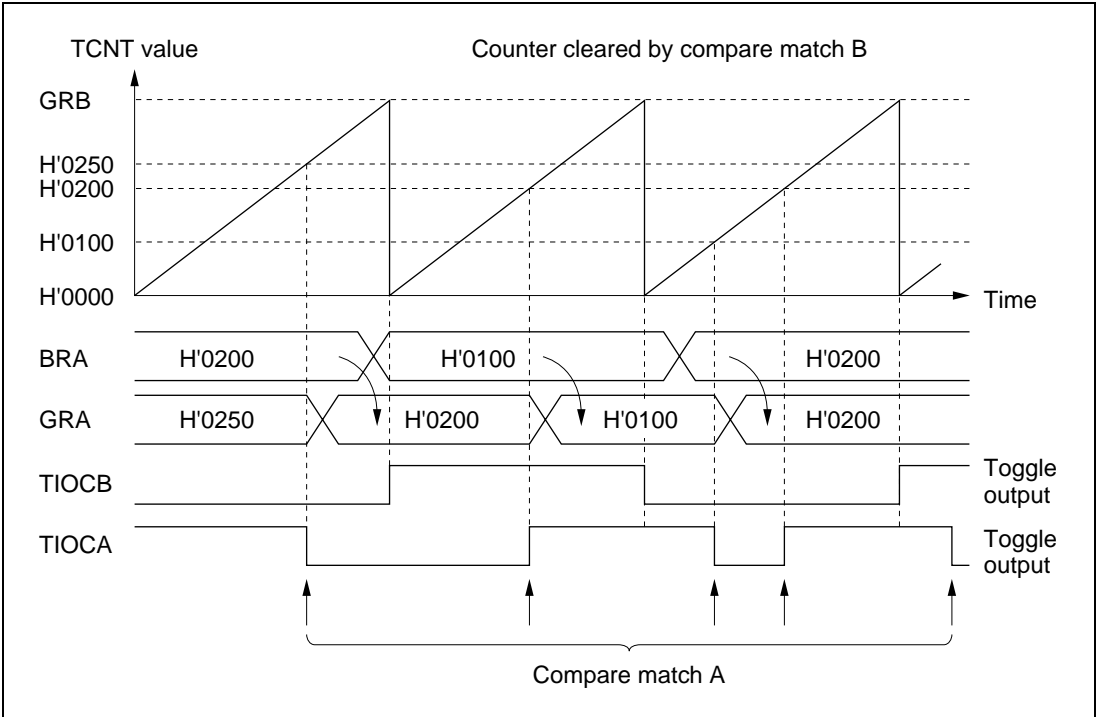 TCNT value
Counter cleared by compare match B
GRB
H'0250
H'0200
H'0100
H'0000
Time
BRA
H'0200
H'0100
H'0200
GRA
H'0250
H'0200
H'0100
H'0200
TIOCB
Toggle
output
TIOCA
Toggle
output
Compare match A